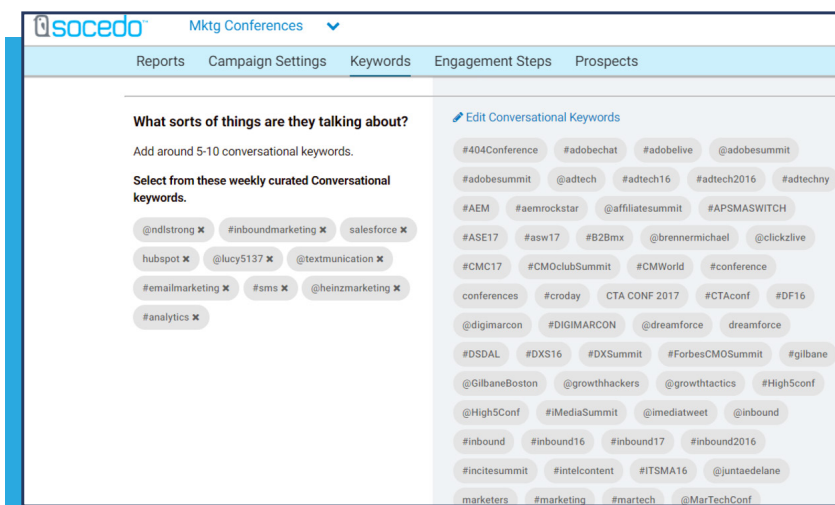 socedo Mktg Conferences
Reports Campaign Settings Keywords Engagement Steps Prospects
What sorts of things are they talking about?
Add around 5-10 conversational keywords.
Select from these weekly curated Conversational
keywords.
@ndlstrong ✖ #inboundmarketing ✖ salesforce ✖
hubspot ✖ @lucy5137 ✖ @textmunication ✖
#emailmarketing ✖ #sms ✖ @heinzmarketing ✖
#analytics ✖
Edit Conversational Keywords
#404Conference #adobechat #adobelive @adobesummit
#adobesummit @adtech #adtech16 #adtech2016 #adtechny
#AEM #aemrockstar @affiliatesummit #APSMASWITCH
#ASE17 #asw17 #B2Bmx @brennermichael @clickzlive
#CMC17 #CMOclubSummit #CMWorld #conference
conferences #croday CTA CONF 2017 #CTAconf #DF16
@digimarcon #DIGIMARCON @dreamforce dreamforce
#DSDAL #DXS16 #DXSummit #ForbesCMOSummit #gilbane
@GilbaneBoston @growthhackers @growthtactics #High5conf
@High5Conf #iMediaSummit @imediatweet @inbound
#inbound #inbound16 #inbound17 #inbound2016
#incitesummit #intelcontent #ITSMA16 @juntaedelane
marketers #marketing #martech @MarTechConf